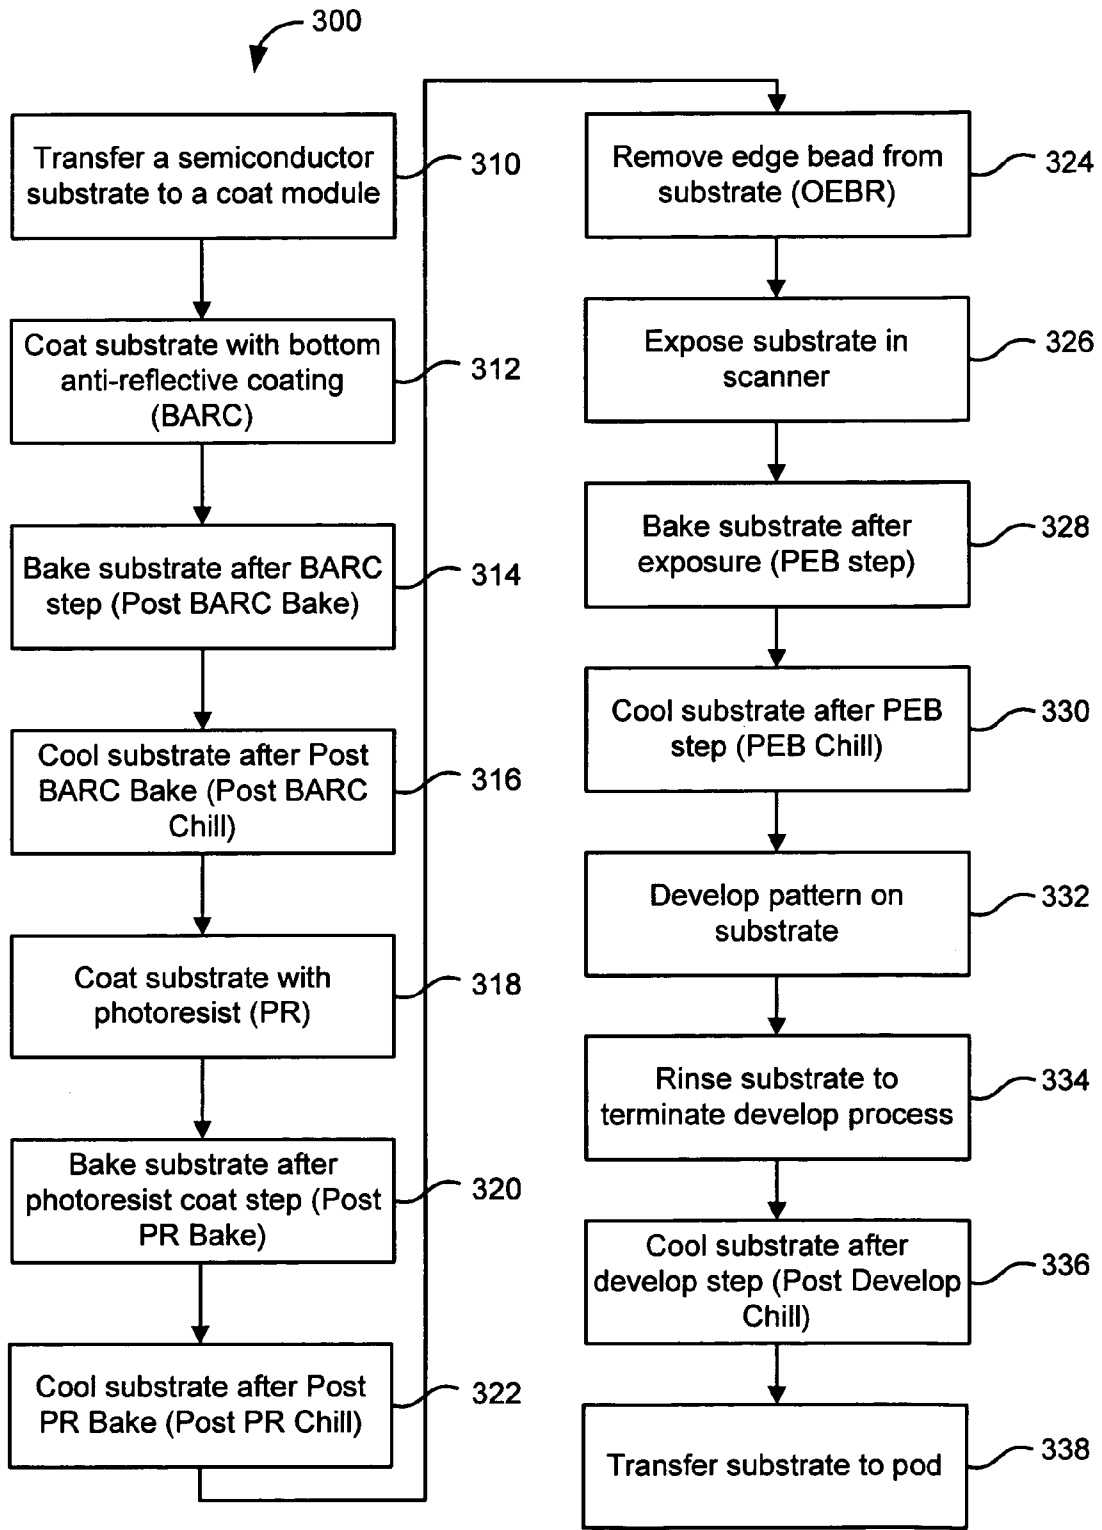 300
Transfer a semiconductor
substrate to a coat module
310
Coat substrate with bottom
anti-reflective coating
(BARC)
312
Bake substrate after BARC
step (Post BARC Bake)
314
Cool substrate after Post
BARC Bake (Post BARC
Chill)
316
Coat substrate with
photoresist (PR)
318
Bake substrate after
photoresist coat step (Post
PR Bake)
320
Cool substrate after Post
PR Bake (Post PR Chill)
322
Remove edge bead from
substrate (OEBR)
324
Expose substrate in
scanner
326
Bake substrate after
exposure (PEB step)
328
Cool substrate after PEB
step (PEB Chill)
330
Develop pattern on
substrate
332
Rinse substrate to
terminate develop process
334
Cool substrate after
develop step (Post Develop
Chill)
336
Transfer substrate to pod
338